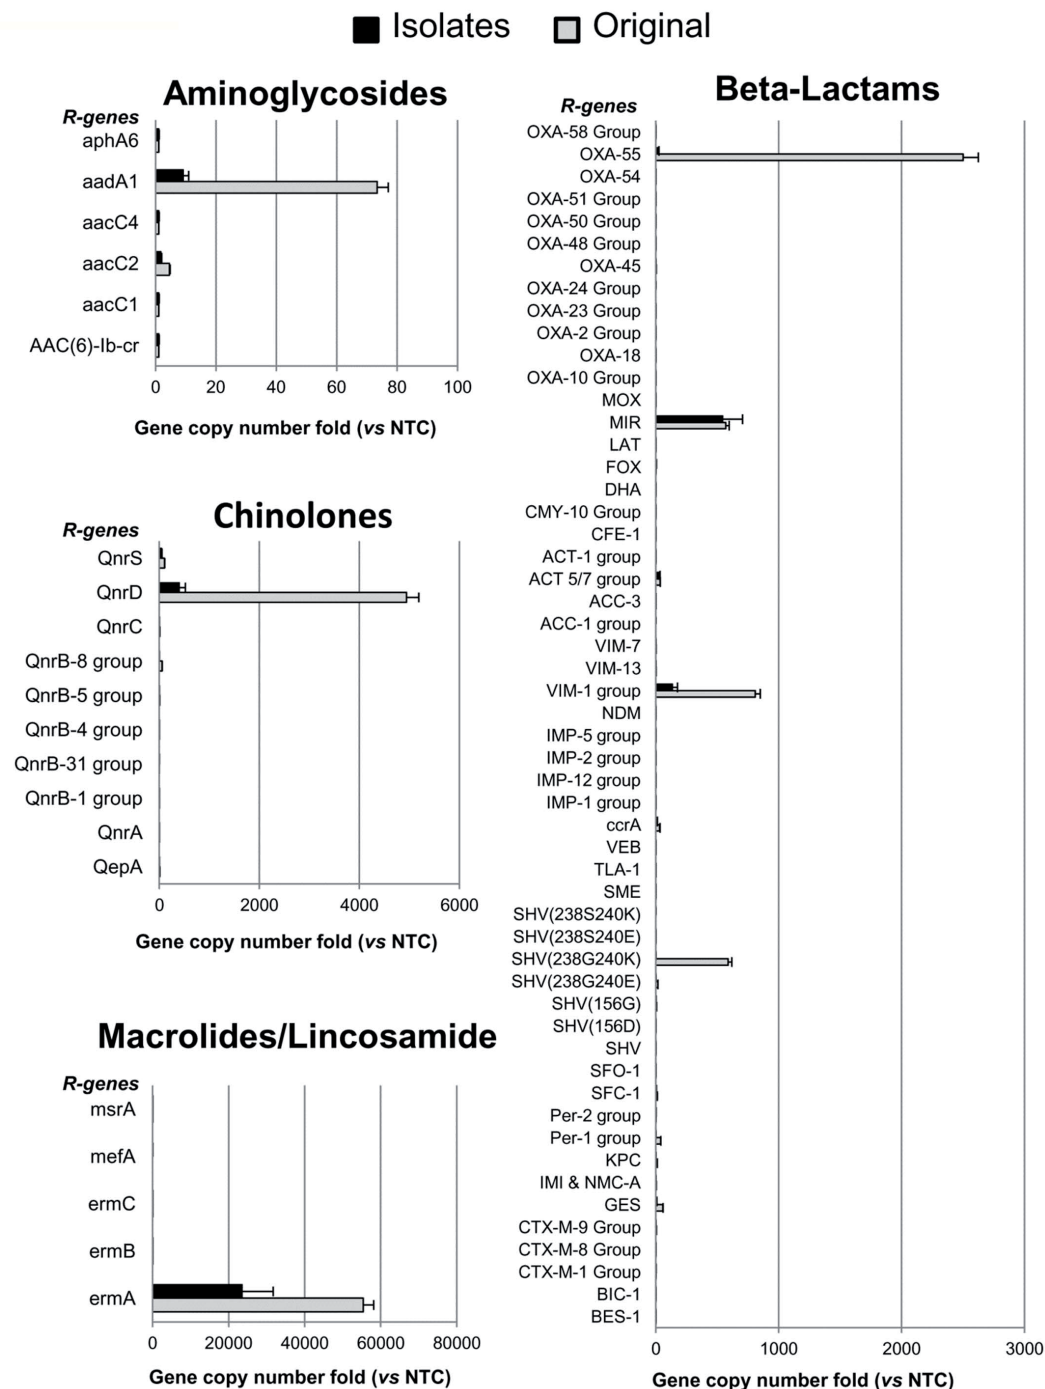 Isolates Original
Aminoglycosides
R-genes
aphA6
aadA1
aacC4
aacC2
aacC1
AAC(6)-Ib-cr
0 20 40 60 80 100
Gene copy number fold (vs NTC)
Chinolones
R-genes
QnrS
QnrD
QnrC
QnrB-8 group
QnrB-5 group
QnrB-4 group
QnrB-31 group
QnrB-1 group
QnrA
QepA
0 2000 4000 6000
Gene copy number fold (vs NTC)
Macrolides/Lincosamide
R-genes
msrA
mefA
ermC
ermB
ermA
0 20000 40000 60000 80000
Gene copy number fold (vs NTC)
Beta-Lactams
R-genes
OXA-58 Group
OXA-55
OXA-54
OXA-51 Group
OXA-50 Group
OXA-48 Group
OXA-45
OXA-24 Group
OXA-23 Group
OXA-2 Group
OXA-18
OXA-10 Group
MOX
MIR
LAT
FOX
DHA
CMY-10 Group
CFE-1
ACT-1 group
ACT 5/7 group
ACC-3
ACC-1 group
VIM-7
VIM-13
VIM-1 group
NDM
IMP-5 group
IMP-2 group
IMP-12 group
IMP-1 group
ccrA
VEB
TLA-1
SME
SHV(238S240K)
SHV(238S240E)
SHV(238G240K)
SHV(238G240E)
SHV(156G)
SHV(156D)
SHV
SFO-1
SFC-1
Per-2 group
Per-1 group
KPC
IMI & NMC-A
GES
CTX-M-9 Group
CTX-M-8 Group
CTX-M-1 Group
BIC-1
BES-1
0 1000 2000 3000
Gene copy number fold (vs NTC)